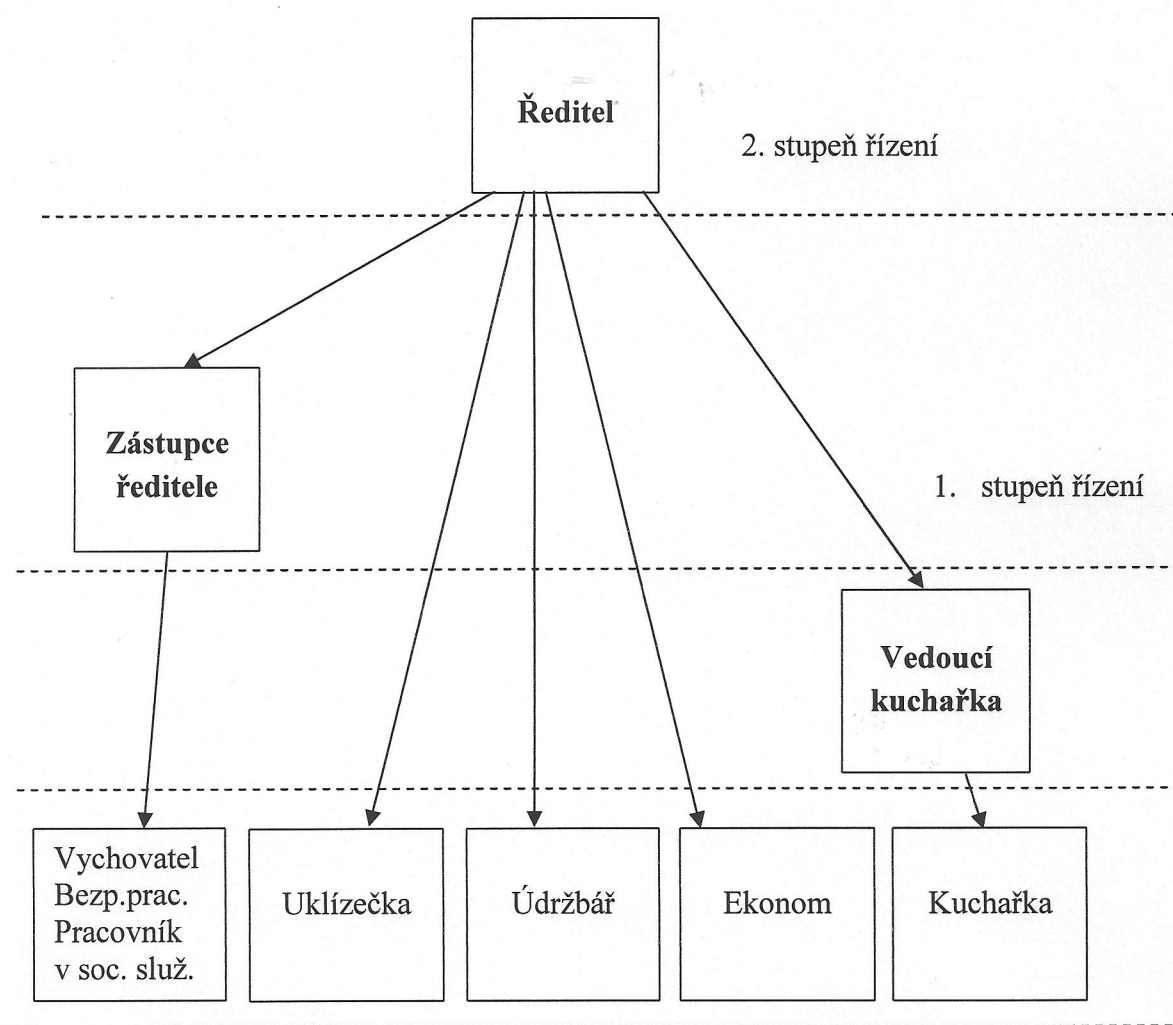 Ředitel
2. stupeň řízení
Zástupce
ředitele
1. stupeň řízení
Vedoucí
kuchařka
Vychovatel
Bezp.prac.
Pracovník
v soc. služ.
Uklízečka
Údržbář
Ekonom
Kuchařka